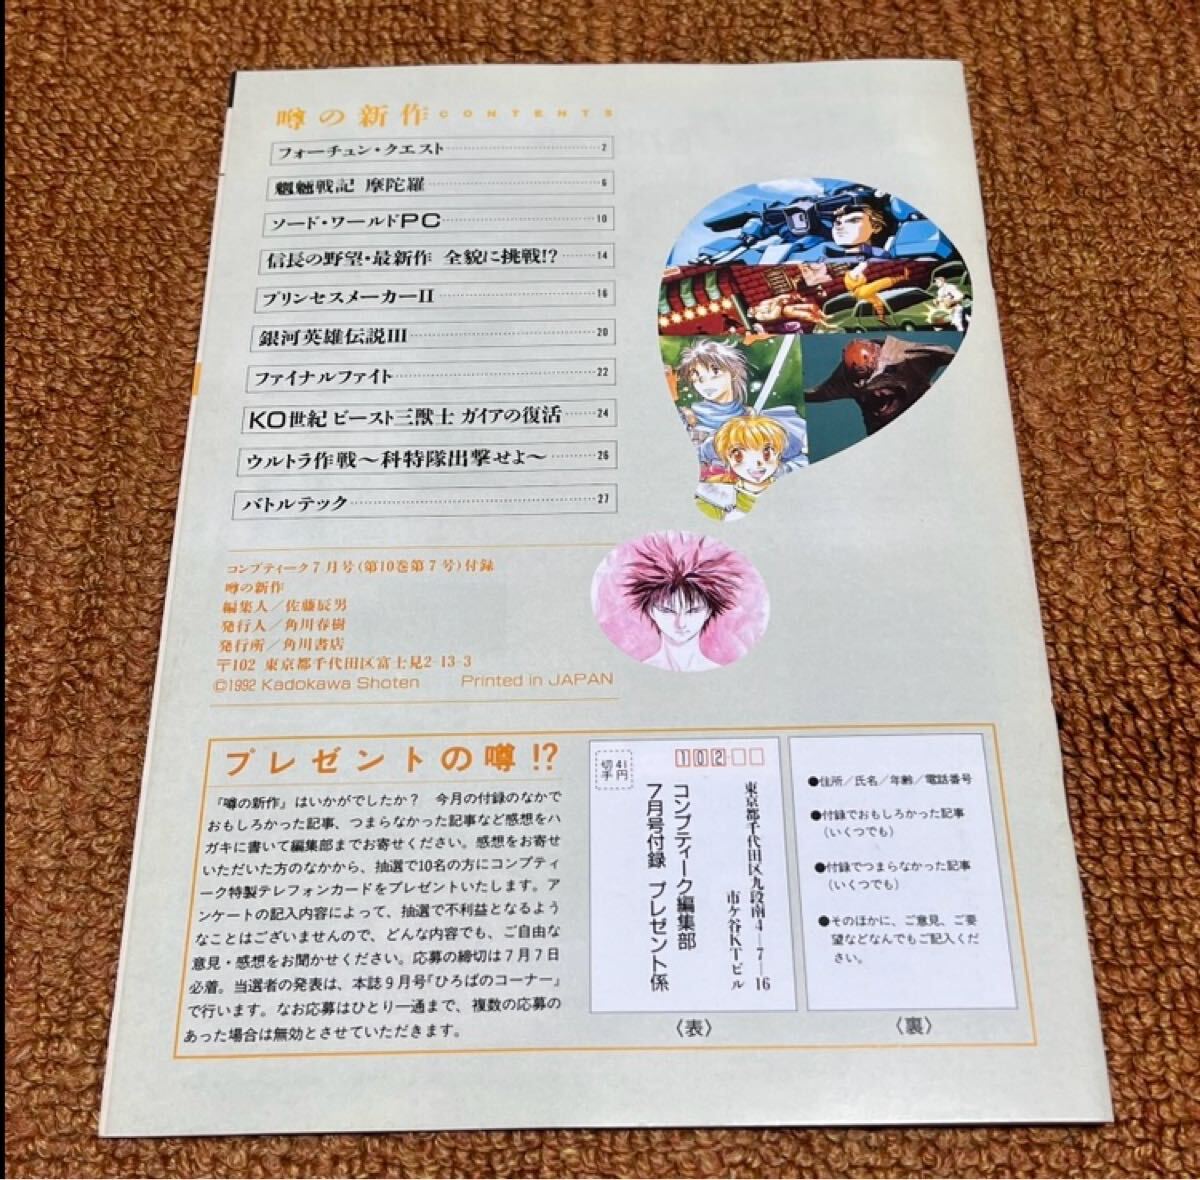 噂の新作 CONTENTS
フォーチュン・クエスト 2
魍魎戦記 摩陀羅 6
ソード・ワールドPC 10
信長の野望・最新作 全貌に挑戦!? 14
プリンセスメーカーII 16
銀河英雄伝説III 20
ファイナルファイト 22
KO世紀 ビースト三獣士 ガイアの復活 24
ウルトラ作戦〜科特隊出撃せよ〜 26
バトルテック 27
コンプティーク7月号(第10巻第7号)付録
噂の新作
編集人/佐藤辰男
発行人/角川春樹
発行所/角川書店
〒102 東京都千代田区富士見2-13-3
©1992 Kadokawa Shoten Printed in JAPAN
プレゼントの噂!?
『噂の新作』はいかがでしたか? 今月の付録のなかで
おもしろかった記事、つまらなかった記事など感想をハ
ガキに書いて編集部までお寄せください。感想をお寄せ
いただいた方のなかから、抽選で10名の方にコンプティ
ーク特製テレフォンカードをプレゼントいたします。ア
ンケートの記入内容によって、抽選で不利益となるよう
なことはございませんので、どんな内容でも、ご自由な
意見・感想をお聞かせください。応募の締切は7月7日
必着。当選者の発表は、本誌9月号『ひろばのコーナー』
で行います。なお応募はひとり一通まで、複数の応募の
あった場合は無効とさせていただきます。
41円
切手
102
東京都千代田区九段南4—7—16
市ケ谷KTビル
コンプティーク編集部
7月号付録 プレゼント係
〈表〉
●住所/氏名/年齢/電話番号
●付録でおもしろかった記事
(いくつでも)
●付録でつまらなかった記事
(いくつでも)
●そのほかに、ご意見、ご要
望などなんでもご記入くだ
さい。
〈裏〉